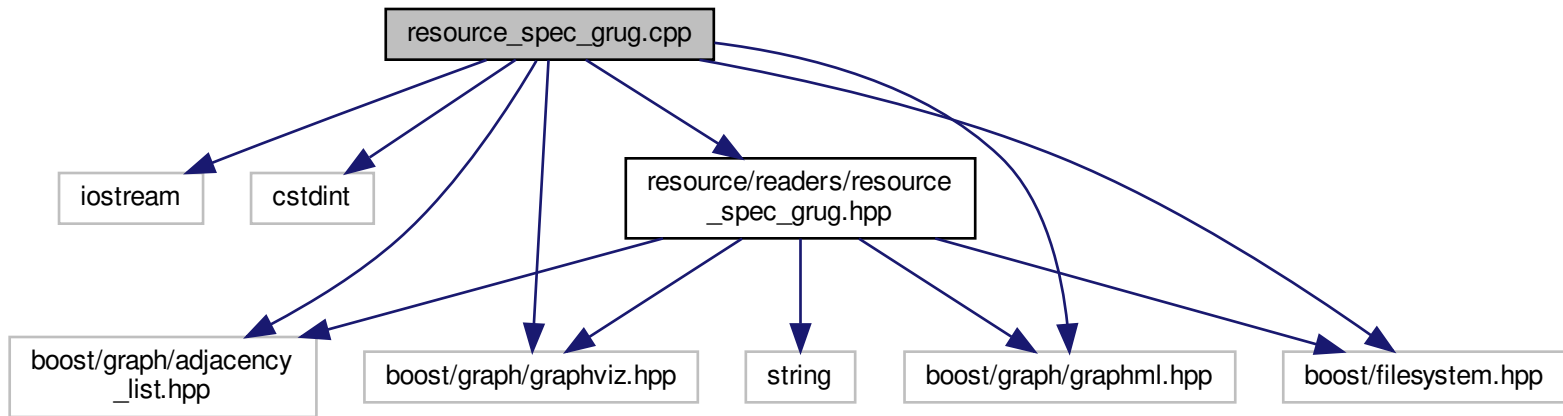 resource_spec_grug.cpp
iostream
cstdint
resource/readers/resource
_spec_grug.hpp
boost/graph/adjacency
_list.hpp
boost/graph/graphviz.hpp
string
boost/graph/graphml.hpp
boost/filesystem.hpp